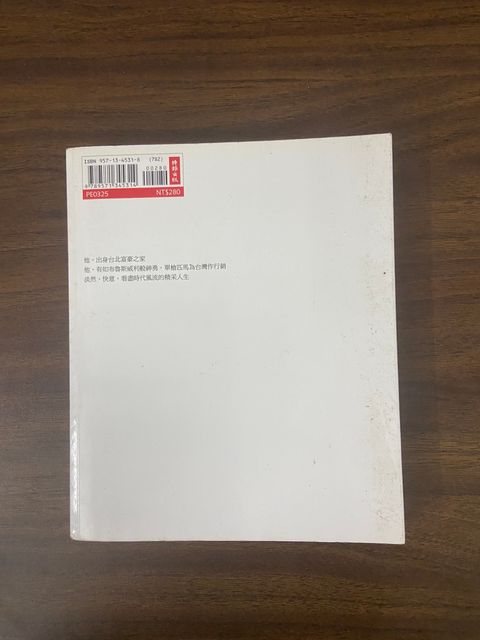 ISBN 957-13-4531-8 (782)
00280
9789571345314
時報出版
PE0325 NT$280
他，出身台北富豪之家
他，有如布魯斯威利般神勇，單槍匹馬為台灣作行銷
淡然，快意，看盡時代風流的精采人生